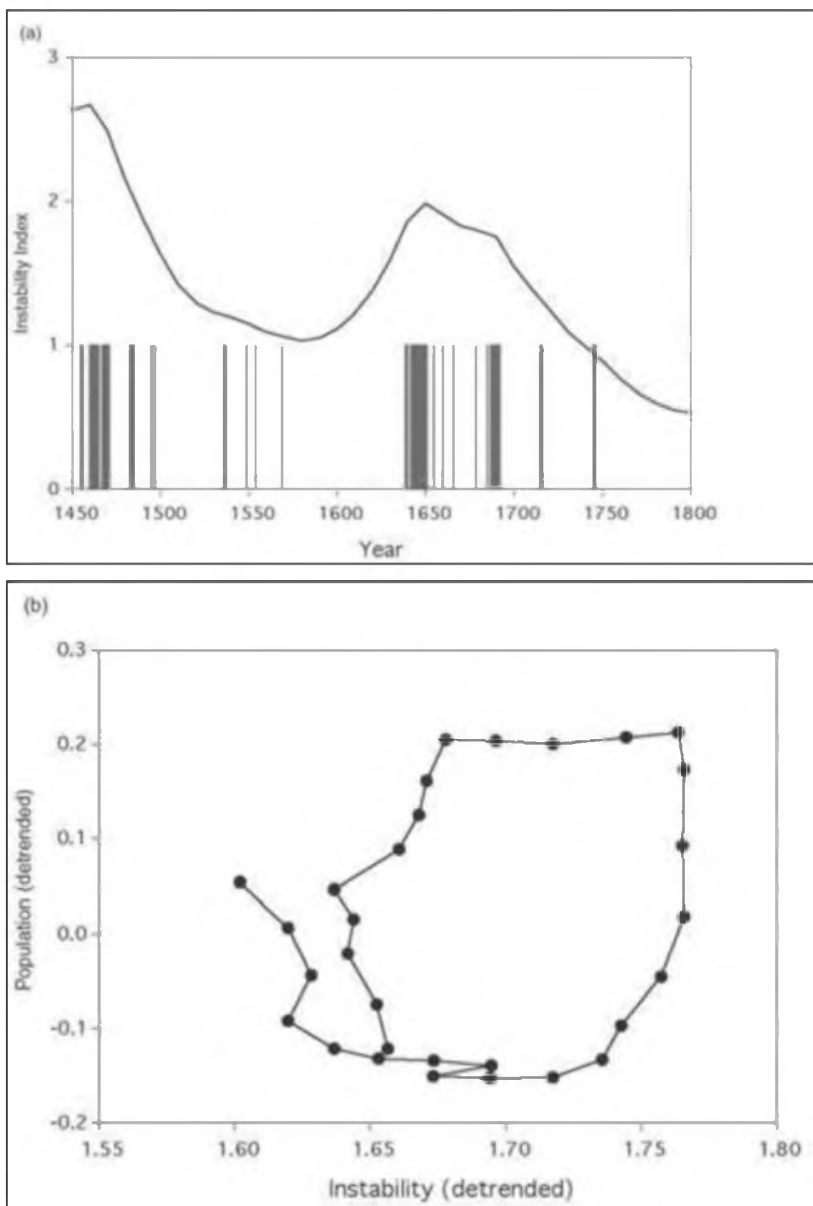 (a)
3
2
1
0
Instability Index
1450 1500 1550 1600 1650 1700 1750 1800
Year
(b)
0.3
0.2
0.1
0.0
-0.1
-0.2
Population (detrended)
1.55 1.60 1.65 1.70 1.75 1.80
Instability (detrended)